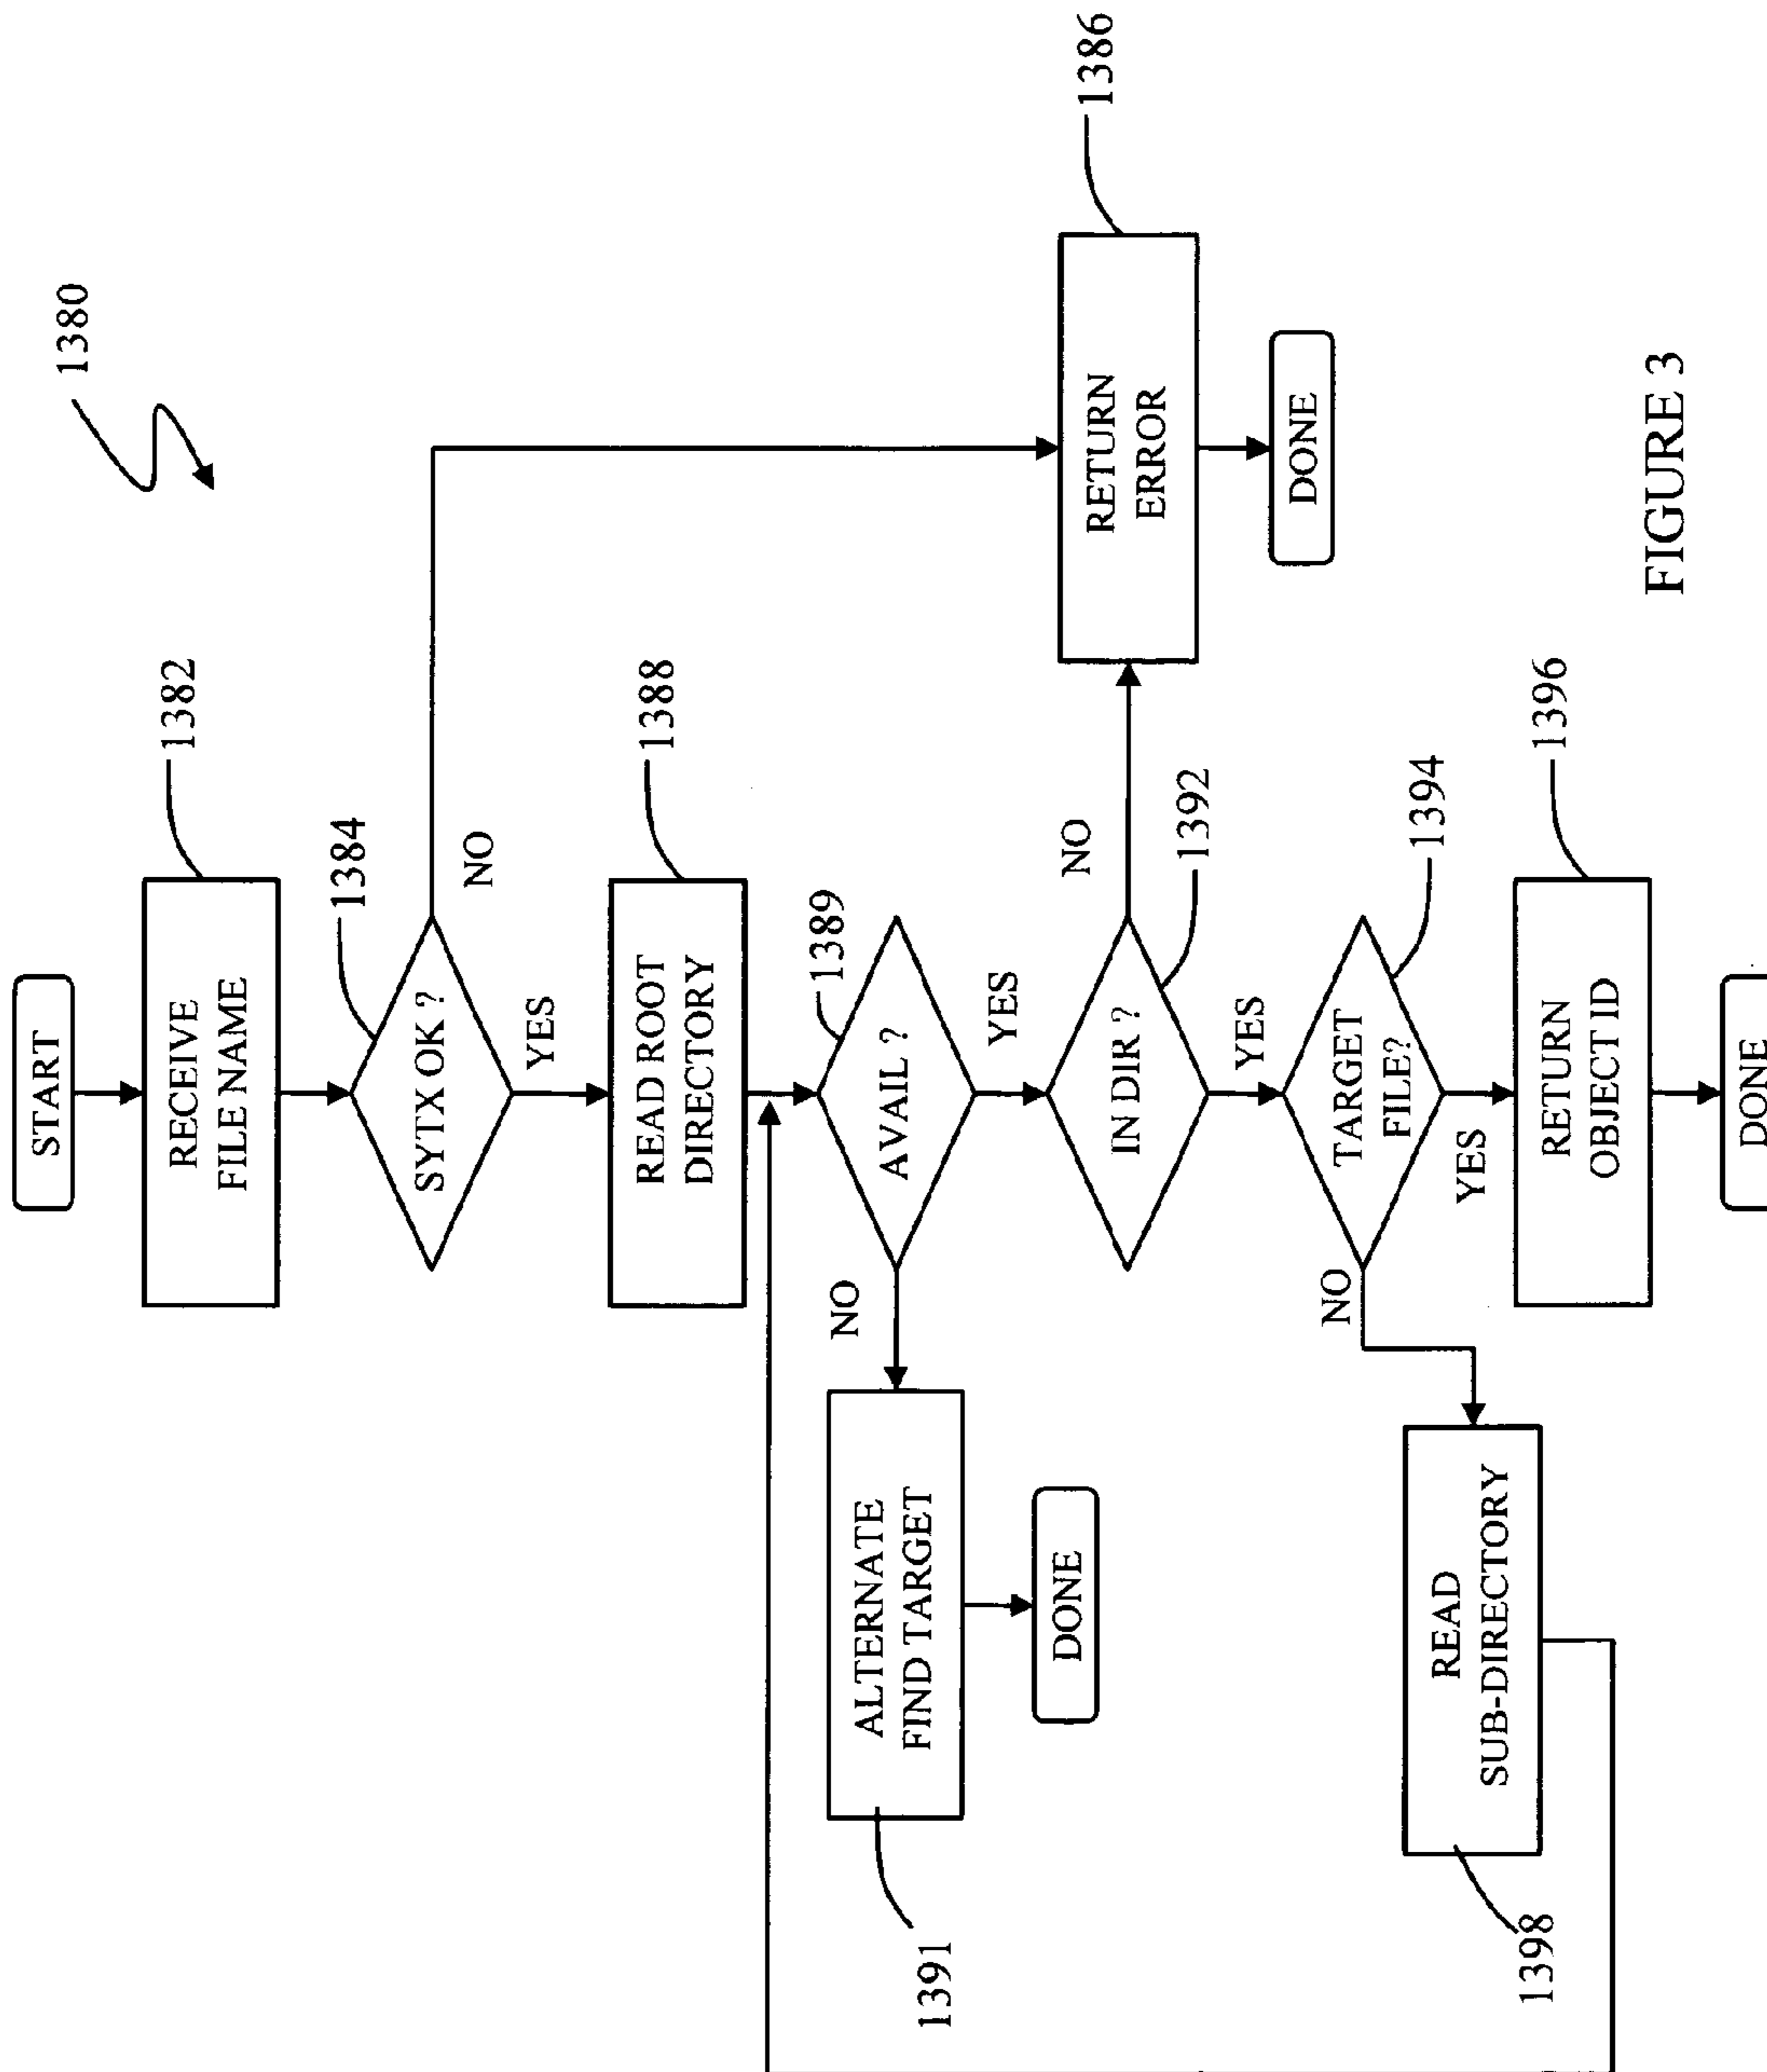 1380
START
RECEIVE
FILE NAME
1382
SYTX OK ?
1384
NO
YES
READ ROOT
DIRECTORY
1388
AVAIL ?
1389
NO
YES
ALTERNATE
FIND TARGET
1391
DONE
IN DIR ?
1392
NO
YES
RETURN
ERROR
1386
DONE
TARGET
FILE?
1394
NO
YES
READ
SUB-DIRECTORY
1398
RETURN
OBJECT ID
1396
DONE
FIGURE 3